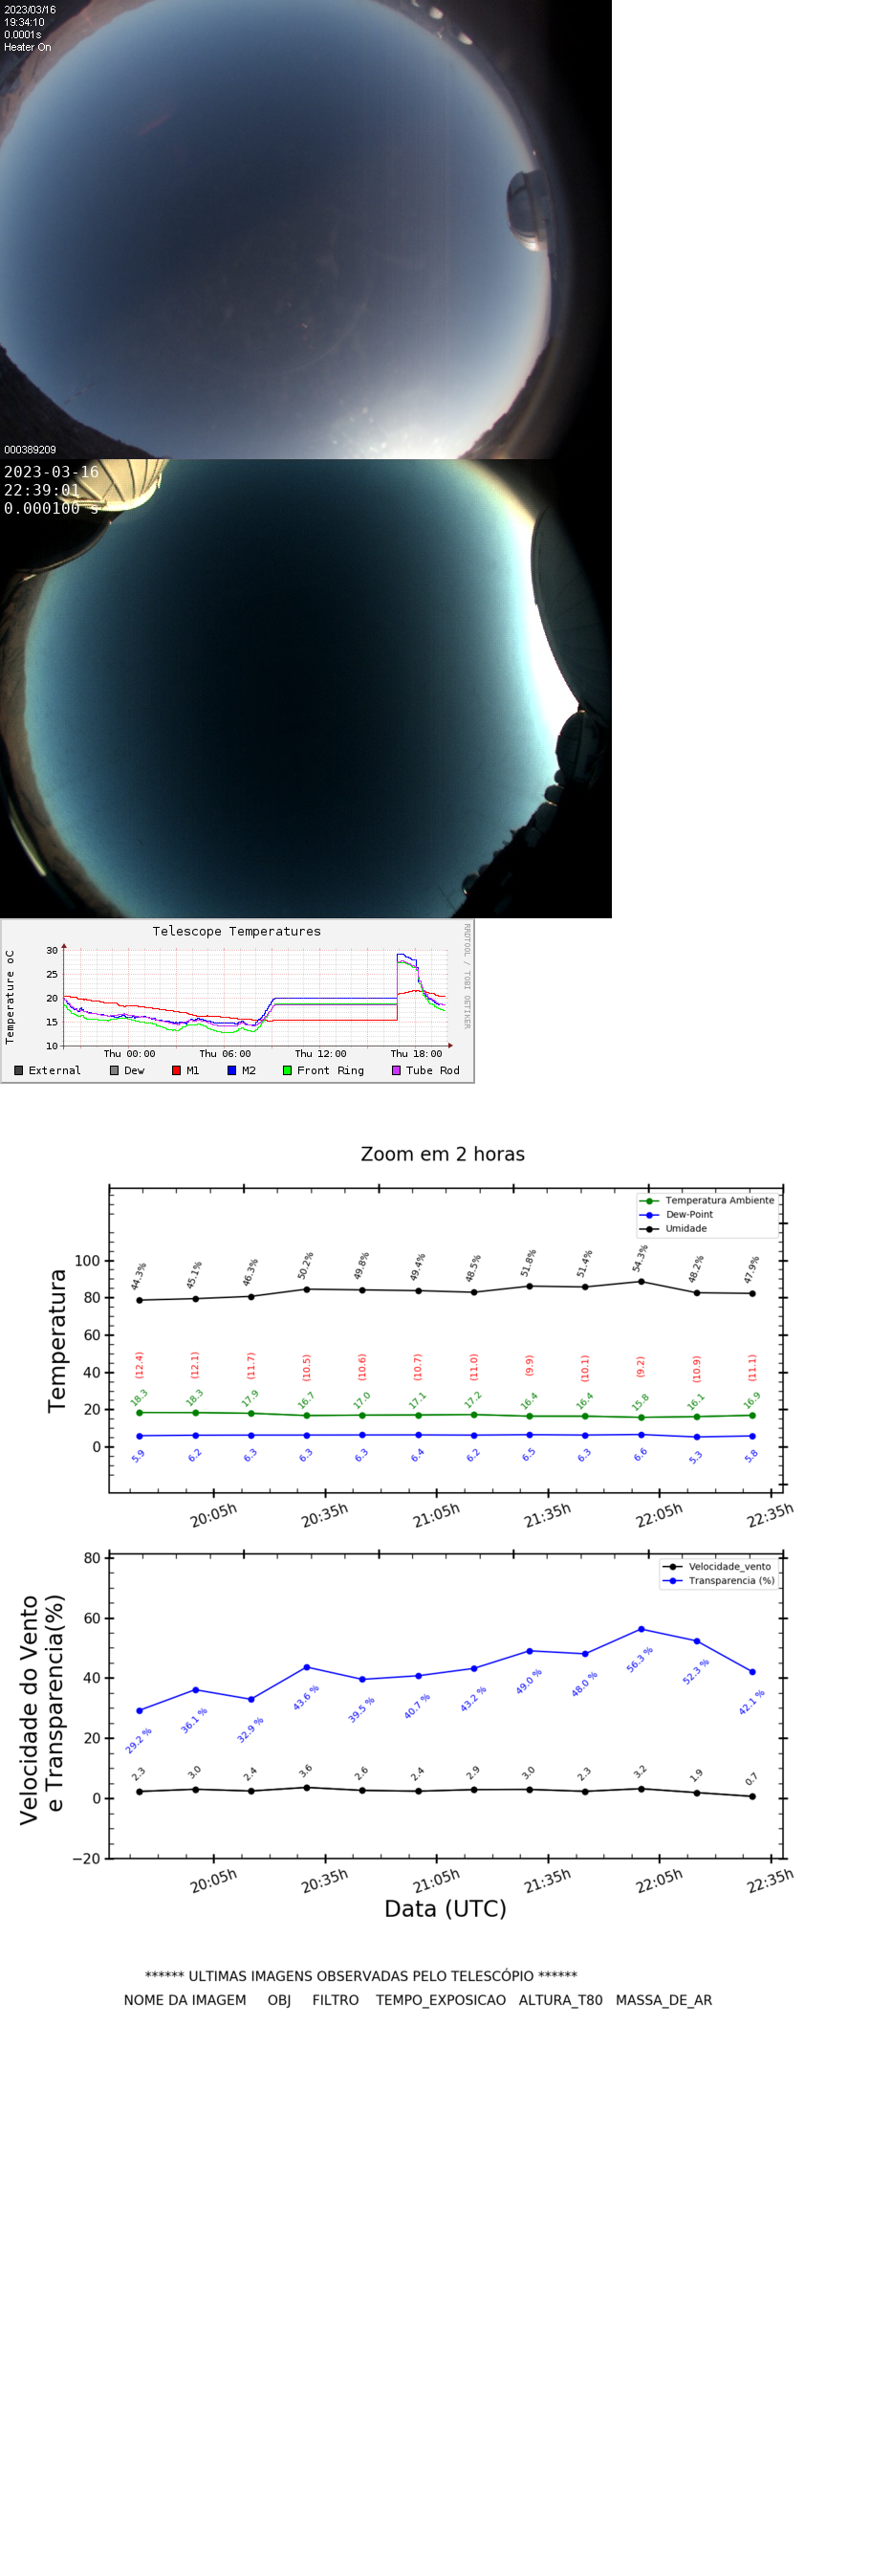 2023/03/16
19:34:10
0.0001s
Heater On
000389209
2023-03-16
22:39:01
0.000100 s
Telescope Temperatures
RRDTOOL / TOBI OETIKER
Temperature oC
30
25
20
15
10
Thu 00:00 Thu 06:00 Thu 12:00 Thu 18:00
External Dew M1 M2 Front Ring Tube Rod
Zoom em 2 horas
Temperatura Ambiente
Dew-Point
Umidade
Temperatura
100
80
60
40
20
0
44.3% 45.1% 46.3% 50.2% 49.8% 49.4% 48.5% 51.8% 51.4% 54.3% 48.2% 47.9%
(12.4) (12.1) (11.7) (10.5) (10.6) (10.7) (11.0) (9.9) (10.1) (9.2) (10.9) (11.1)
18.3 18.3 17.9 16.7 17.0 17.1 17.2 16.4 16.4 15.8 16.1 16.9
5.9 6.2 6.3 6.3 6.3 6.4 6.2 6.5 6.3 6.6 5.3 5.8
20:05h 20:35h 21:05h 21:35h 22:05h 22:35h
Velocidade_vento
Transparencia (%)
Velocidade do Vento
e Transparencia(%)
80
60
40
20
0
−20
29.2 % 36.1 % 32.9 % 43.6 % 39.5 % 40.7 % 43.2 % 49.0 % 48.0 % 56.3 % 52.3 % 42.1 %
2.3 3.0 2.4 3.6 2.6 2.4 2.9 3.0 2.3 3.2 1.9 0.7
20:05h 20:35h 21:05h 21:35h 22:05h 22:35h
Data (UTC)
****** ULTIMAS IMAGENS OBSERVADAS PELO TELESCÓPIO ******
NOME DA IMAGEM OBJ FILTRO TEMPO_EXPOSICAO ALTURA_T80 MASSA_DE_AR